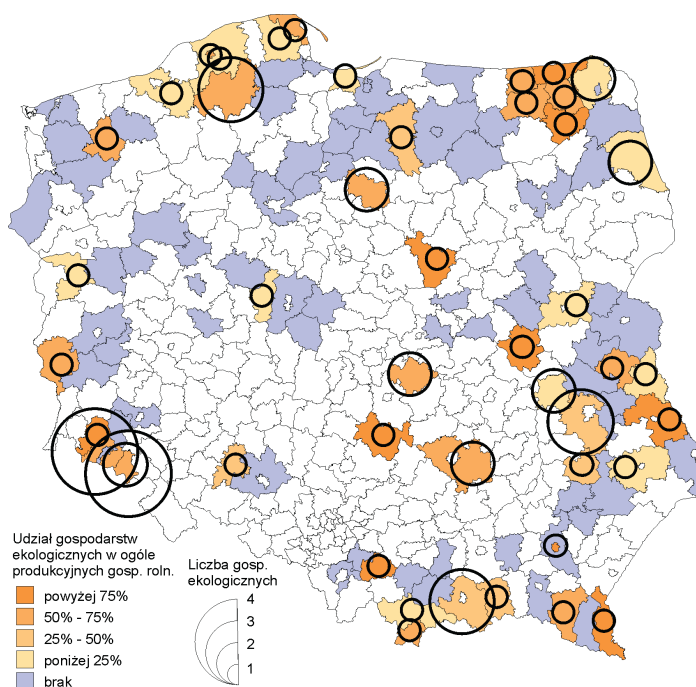 Udział gospodarstw
ekologicznych w ogóle
produkcyjnych gosp. roln.
powyżej 75%
50% - 75%
25% - 50%
poniżej 25%
brak
Liczba gosp.
ekologicznych
4
3
2
1